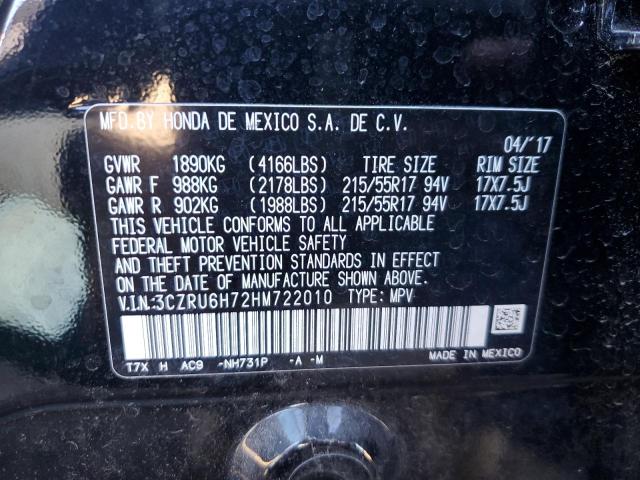 MFD.BY HONDA DE MEXICO S.A. DE C.V.
04/'17
GVWR 1890KG (4166LBS) TIRE SIZE RIM SIZE
GAWR F 988KG (2178LBS) 215/55R17 94V 17X7.5J
GAWR R 902KG (1988LBS) 215/55R17 94V 17X7.5J
THIS VEHICLE CONFORMS TO ALL APPLICABLE
FEDERAL MOTOR VEHICLE SAFETY
AND THEFT PREVENTION STANDARDS IN EFFECT
ON THE DATE OF MANUFACTURE SHOWN ABOVE.
V.I.N.:3CZRU6H72HM722010 TYPE: MPV
T7X H AC9 -NH731P -A -M
MADE IN MEXICO